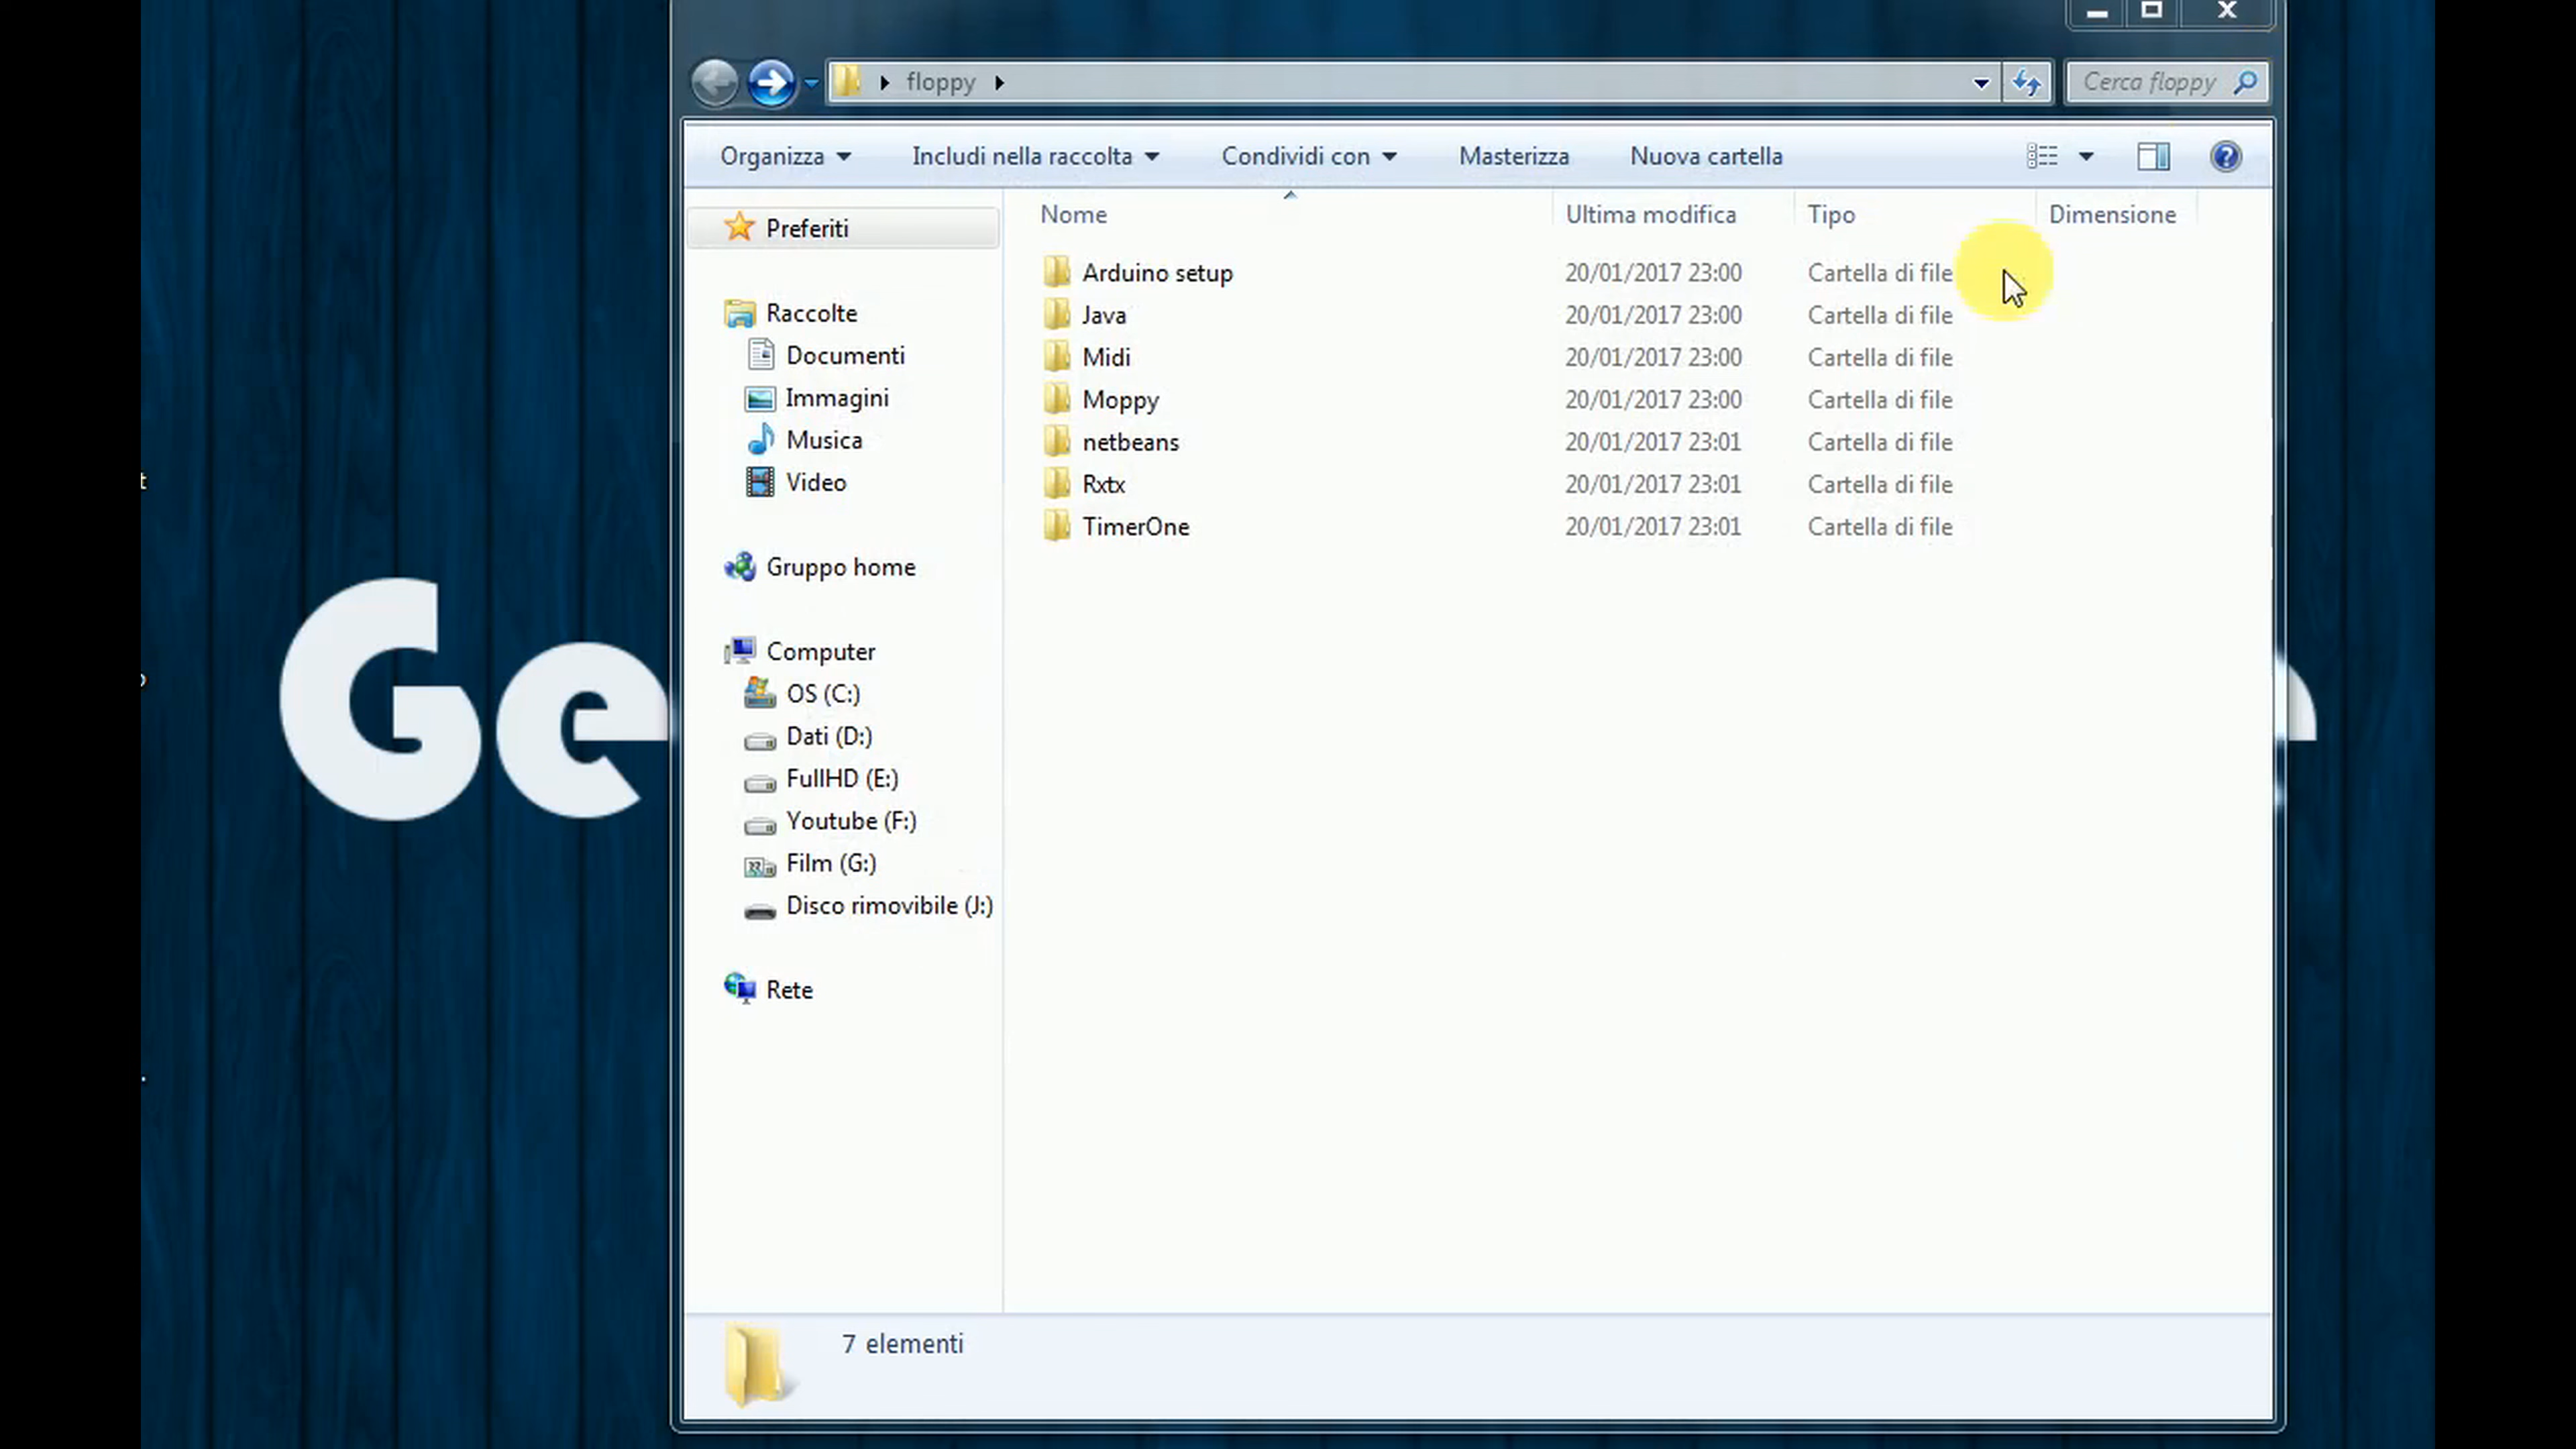 floppy
Cerca floppy
Organizza
Includi nella raccolta
Condividi con
Masterizza
Nuova cartella
Nome
Ultima modifica
Tipo
Dimensione
Preferiti
Raccolte
Documenti
Immagini
Musica
Video
Gruppo home
Computer
OS (C:)
Dati (D:)
FullHD (E:)
Youtube (F:)
Film (G:)
Disco rimovibile (J:)
Rete
Arduino setup 20/01/2017 23:00 Cartella di file
Java 20/01/2017 23:00 Cartella di file
Midi 20/01/2017 23:00 Cartella di file
Moppy 20/01/2017 23:00 Cartella di file
netbeans 20/01/2017 23:01 Cartella di file
Rxtx 20/01/2017 23:01 Cartella di file
TimerOne 20/01/2017 23:01 Cartella di file
7 elementi
Ge